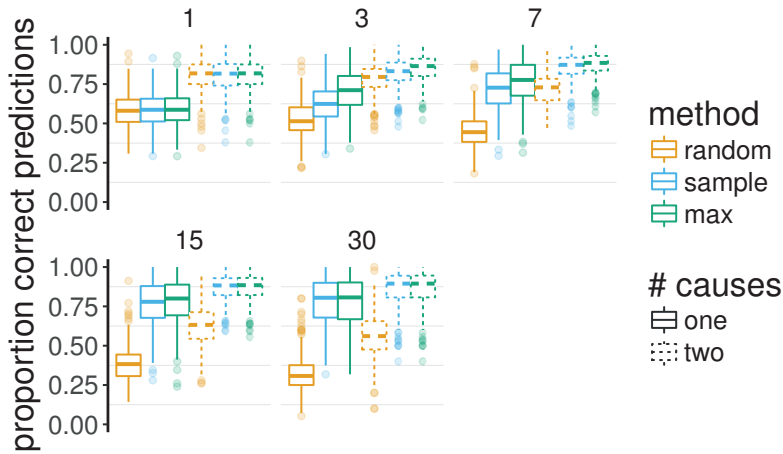 proportion correct predictions
1 3 7
1.00
0.75
0.50
0.25
0.00
15 30
1.00
0.75
0.50
0.25
0.00
method
random
sample
max
# causes
one
two